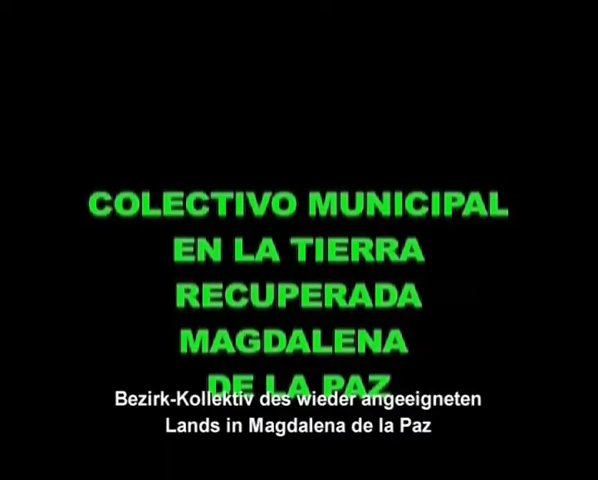 COLECTIVO MUNICIPAL
EN LA TIERRA
RECUPERADA
MAGDALENA
DE LA PAZ
Bezirk-Kollektiv des wieder angeeigneten
Lands in Magdalena de la Paz